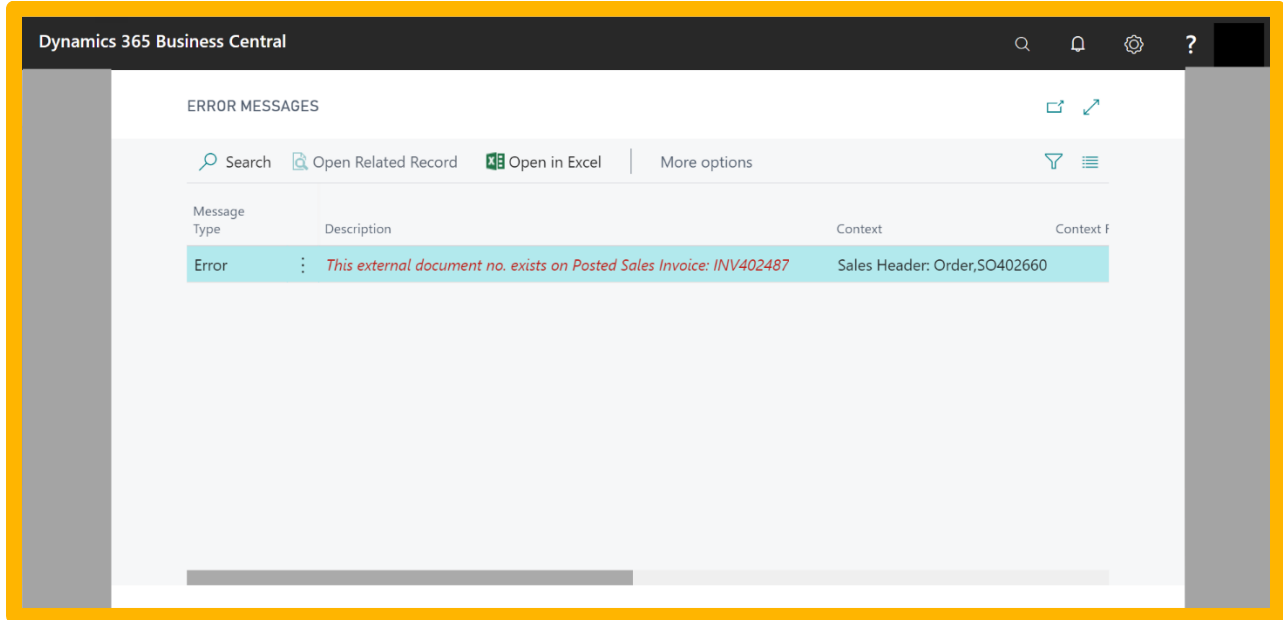 Dynamics 365 Business Central
?
ERROR MESSAGES
Search Open Related Record Open in Excel More options
Message
Type Description Context Context F
Error This external document no. exists on Posted Sales Invoice: INV402487 Sales Header: Order,SO402660